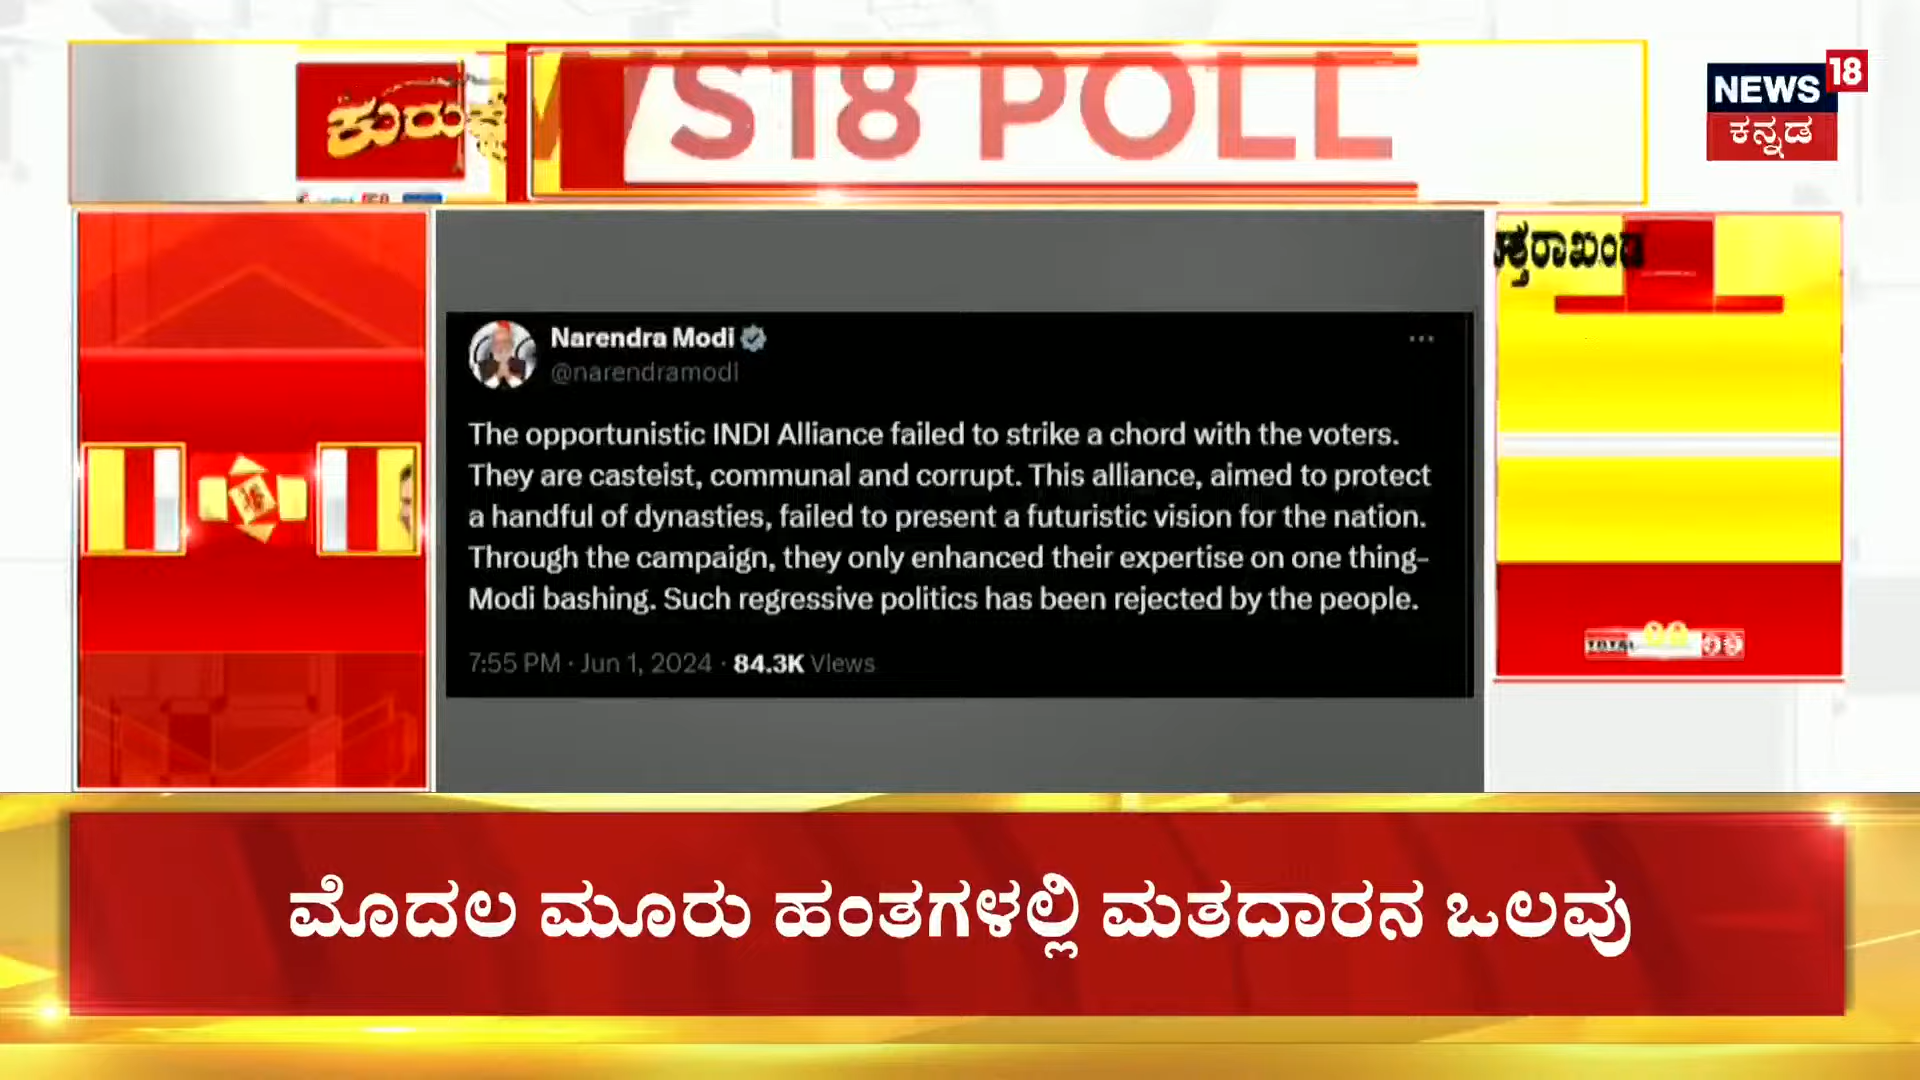 S18 POLL
NEWS 18
ಕನ್ನಡ
Narendra Modi
@narendramodi
The opportunistic INDI Alliance failed to strike a chord with the voters.
They are casteist, communal and corrupt. This alliance, aimed to protect
a handful of dynasties, failed to present a futuristic vision for the nation.
Through the campaign, they only enhanced their expertise on one thing-
Modi bashing. Such regressive politics has been rejected by the people.
7:55 PM · Jun 1, 2024 · 84.3K Views
ಮೊದಲ ಮೂರು ಹಂತಗಳಲ್ಲಿ ಮತದಾರನ ಒಲವು